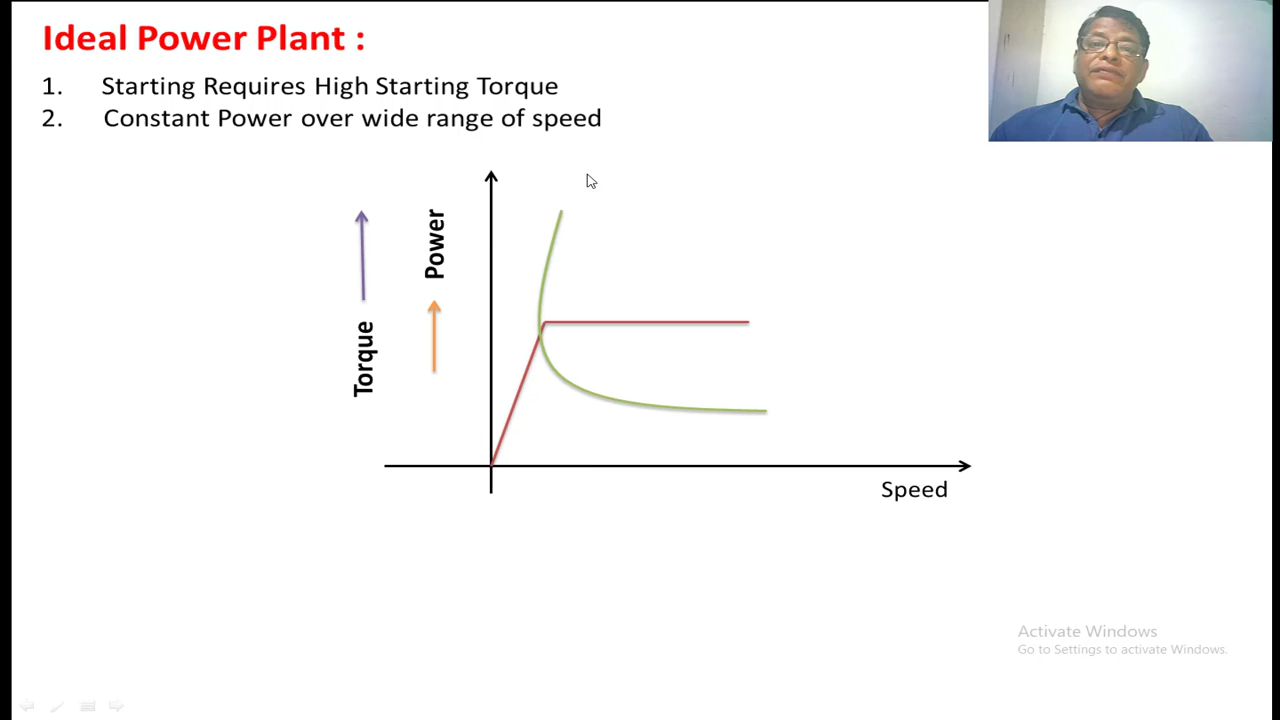 Ideal Power Plant :
1. Starting Requires High Starting Torque
2. Constant Power over wide range of speed
Torque
Power
Speed
Activate Windows
Go to Settings to activate Windows.